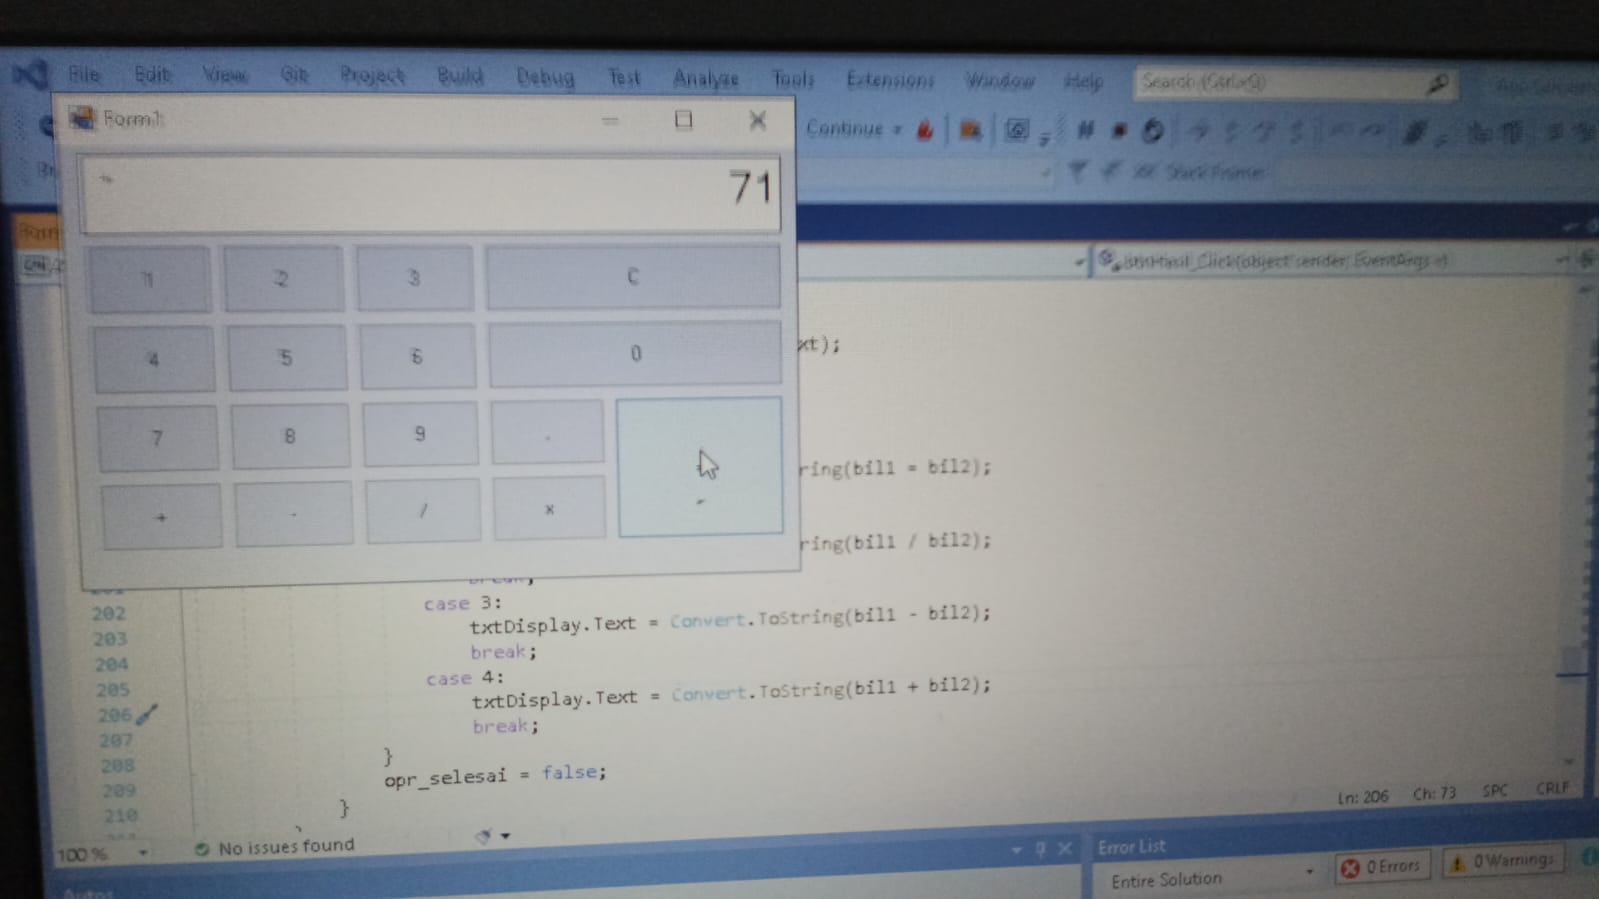 File Edit View Git Project Build Debug Test Analyze Tools Extensions Window Help Search (Ctrl+Q)
Form1
Continue
71
Stack Frame:
1 2 3 C
btnHasil_Click(object sender, EventArgs e)
4 5 6 0
xt);
7 8 9 .
ring(bil1 * bil2);
+ - / x =
ring(bil1 / bil2);
break;
202 case 3:
203 txtDisplay.Text = Convert.ToString(bil1 - bil2);
204 break;
205 case 4:
206 txtDisplay.Text = Convert.ToString(bil1 + bil2);
207 break;
208 }
209 opr_selesai = false;
210 }
Ln: 206 Ch: 73 SPC CRLF
100 % No issues found
Autos
Error List
Entire Solution 0 Errors 0 Warnings